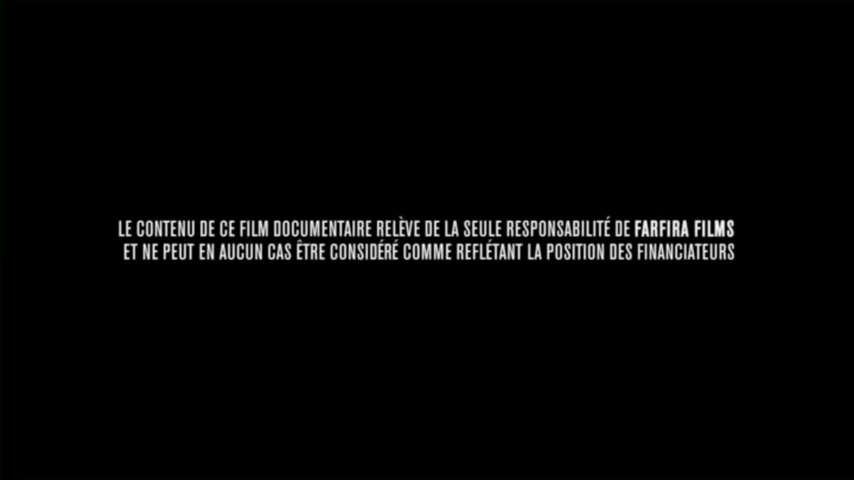 LE CONTENU DE CE FILM DOCUMENTAIRE RELÈVE DE LA SEULE RESPONSABILITÉ DE FARFIRA FILMS
ET NE PEUT EN AUCUN CAS ÊTRE CONSIDÉRÉ COMME REFLÉTANT LA POSITION DES FINANCIATEURS